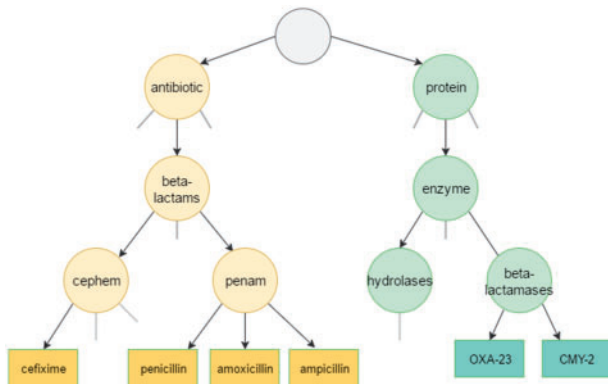 antibiotic
protein
beta-
lactams
enzyme
cephem
penam
hydrolases
beta-
lactamases
cefixime
penicillin
amoxicillin
ampicillin
OXA-23
CMY-2